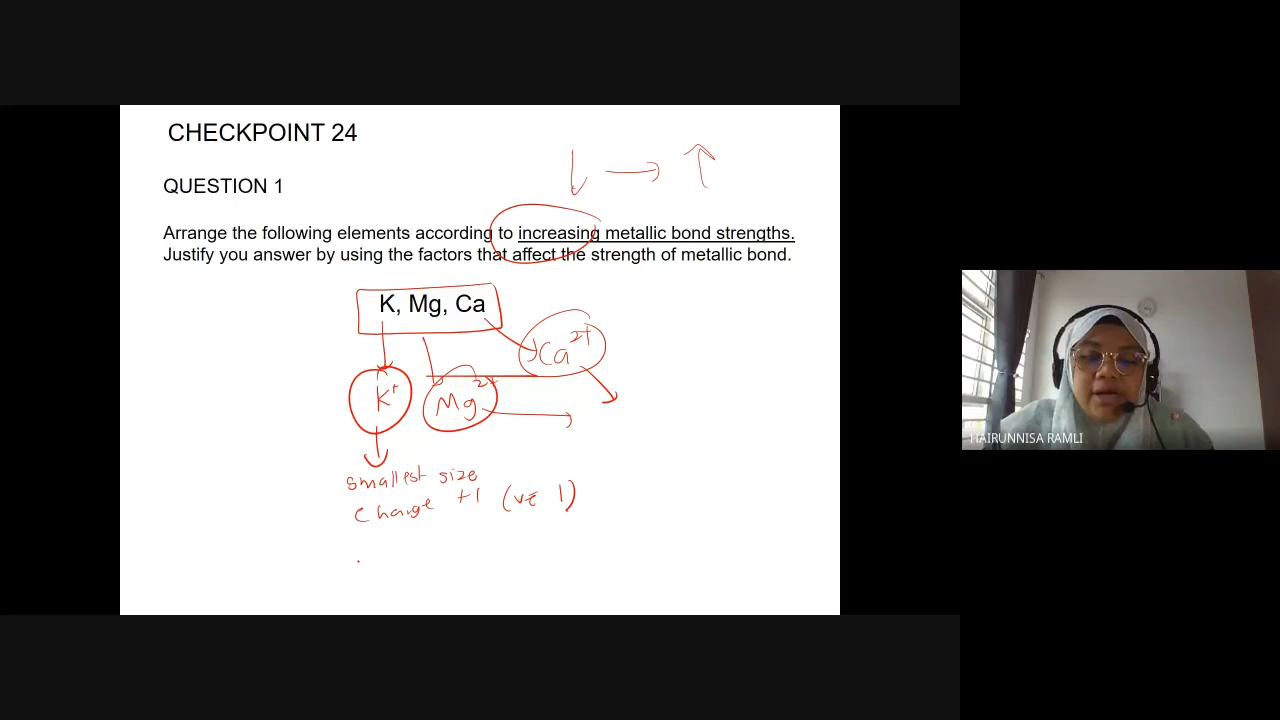 CHECKPOINT 24
QUESTION 1
Arrange the following elements according to increasing metallic bond strengths.
Justify you answer by using the factors that affect the strength of metallic bond.
K, Mg, Ca
Ca²⁺
K⁺ Mg²⁺
smallest size
charge +1 (ve 1)
HAIRUNNISA RAMLI